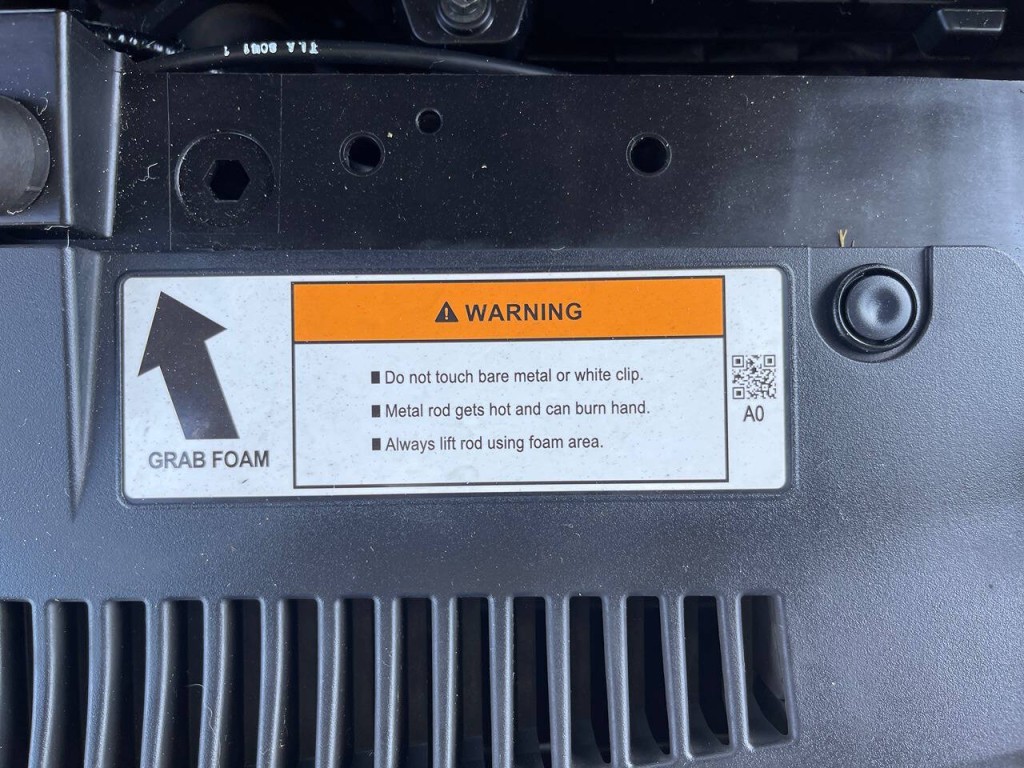 WARNING
Do not touch bare metal or white clip.
Metal rod gets hot and can burn hand.
Always lift rod using foam area.
GRAB FOAM
A0